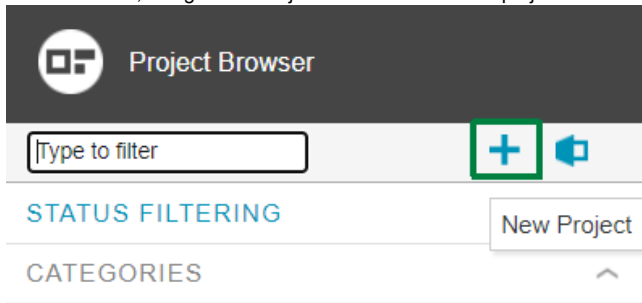 Project Browser
Type to filter
STATUS FILTERING
New Project
CATEGORIES